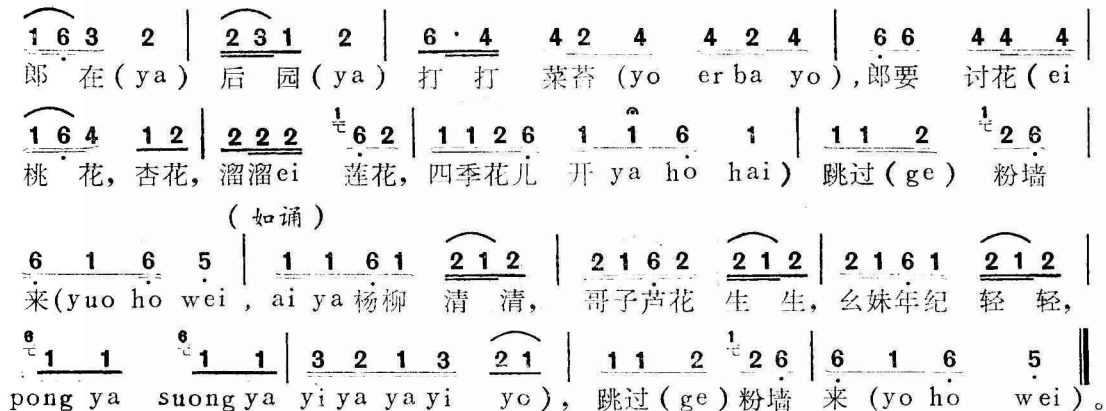 1 6 3 2 | 2 3 1 2 | 6 · 4 4 2 4 4 2 4 | 6 6 4 4 4 |
郎 在(ya) 后 园(ya) 打 打 菜苔 (yo er ba yo),郎要 讨花(ei
1 6 4 1 2 | 2 2 2 1 6 2 | 1 1 2 6 1 1 6 1 | 1 1 2 1 2 6 |
桃 花, 杏花, 溜溜ei 莲花, 四季花儿 开 ya ho hai) 跳过(ge) 粉墙
(如诵)
6 1 6 5 | 1 1 6 1 2 1 2 | 2 1 6 2 2 1 2 | 2 1 6 1 2 1 2 |
来(yuo ho wei, ai ya 杨柳 清 清, 哥子芦花 生 生, 幺妹年纪 轻 轻,
6 1 1 6 1 1 | 3 2 1 3 2 1 | 1 1 2 1 2 6 | 6 1 6 5 ‖
pong ya suong ya yi ya ya yi yo), 跳过(ge)粉墙 来 (yo ho wei)。